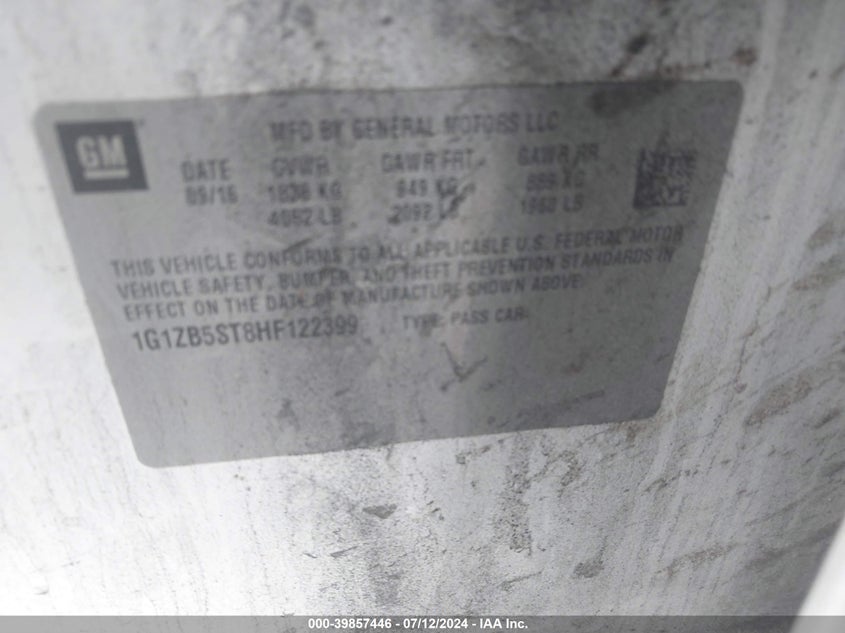 GM
MFD BY GENERAL MOTORS LLC
DATE GVWR GAWR FRT GAWR RR
09/16 1838 KG 949 KG 889 KG
4052 LB 2092 LB 1960 LB
THIS VEHICLE CONFORMS TO ALL APPLICABLE U.S. FEDERAL MOTOR
VEHICLE SAFETY, BUMPER, AND THEFT PREVENTION STANDARDS IN
EFFECT ON THE DATE OF MANUFACTURE SHOWN ABOVE.
1G1ZB5ST8HF122399 TYPE: PASS CAR
000-39857446 - 07/12/2024 - IAA Inc.